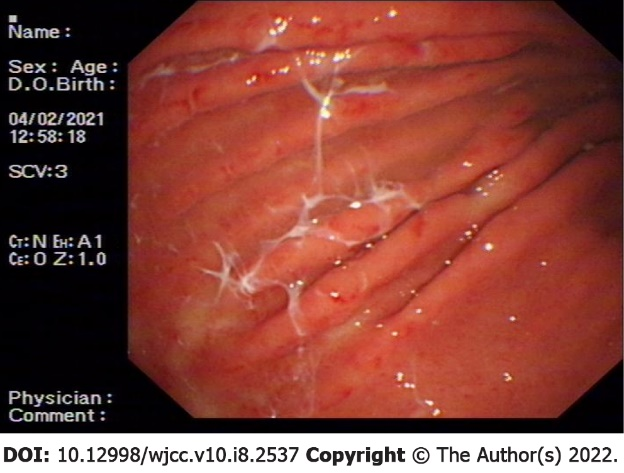 Name :
Sex : Age :
D.O.Birth :
04/02/2021
12:58:18
SCV:3
CT:N EH:A1
CE:O Z:1.0
Physician :
Comment :
DOI: 10.12998/wjcc.v10.i8.2537 Copyright © The Author(s) 2022.